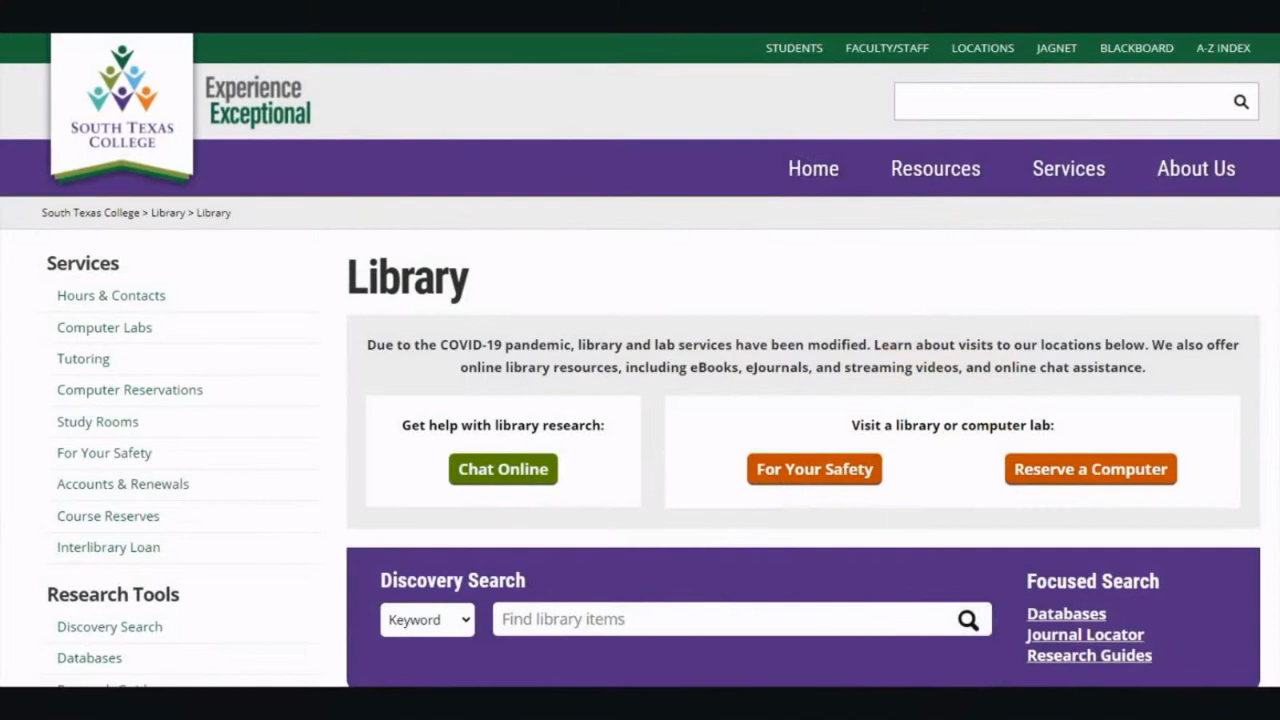 STUDENTS FACULTY/STAFF LOCATIONS JAGNET BLACKBOARD A-Z INDEX
SOUTH TEXAS
COLLEGE
Experience
Exceptional
Home Resources Services About Us
South Texas College > Library > Library
Services
Hours & Contacts
Computer Labs
Tutoring
Computer Reservations
Study Rooms
For Your Safety
Accounts & Renewals
Course Reserves
Interlibrary Loan
Research Tools
Discovery Search
Databases
Library
Due to the COVID-19 pandemic, library and lab services have been modified. Learn about visits to our locations below. We also offer
online library resources, including eBooks, eJournals, and streaming videos, and online chat assistance.
Get help with library research:
Chat Online
Visit a library or computer lab:
For Your Safety Reserve a Computer
Discovery Search
Keyword Find library items
Focused Search
Databases
Journal Locator
Research Guides